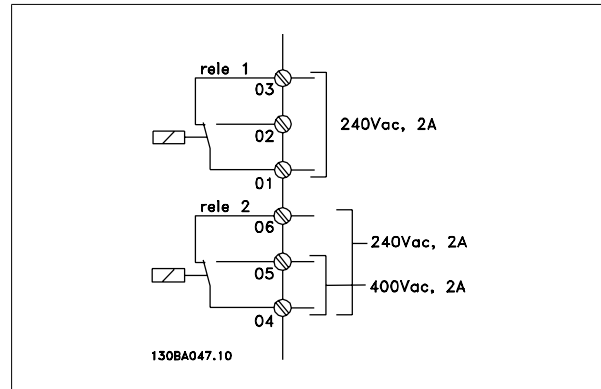 rele 1
03
02
240Vac, 2A
01
rele 2
06
240Vac, 2A
05
400Vac, 2A
04
130BA047.10